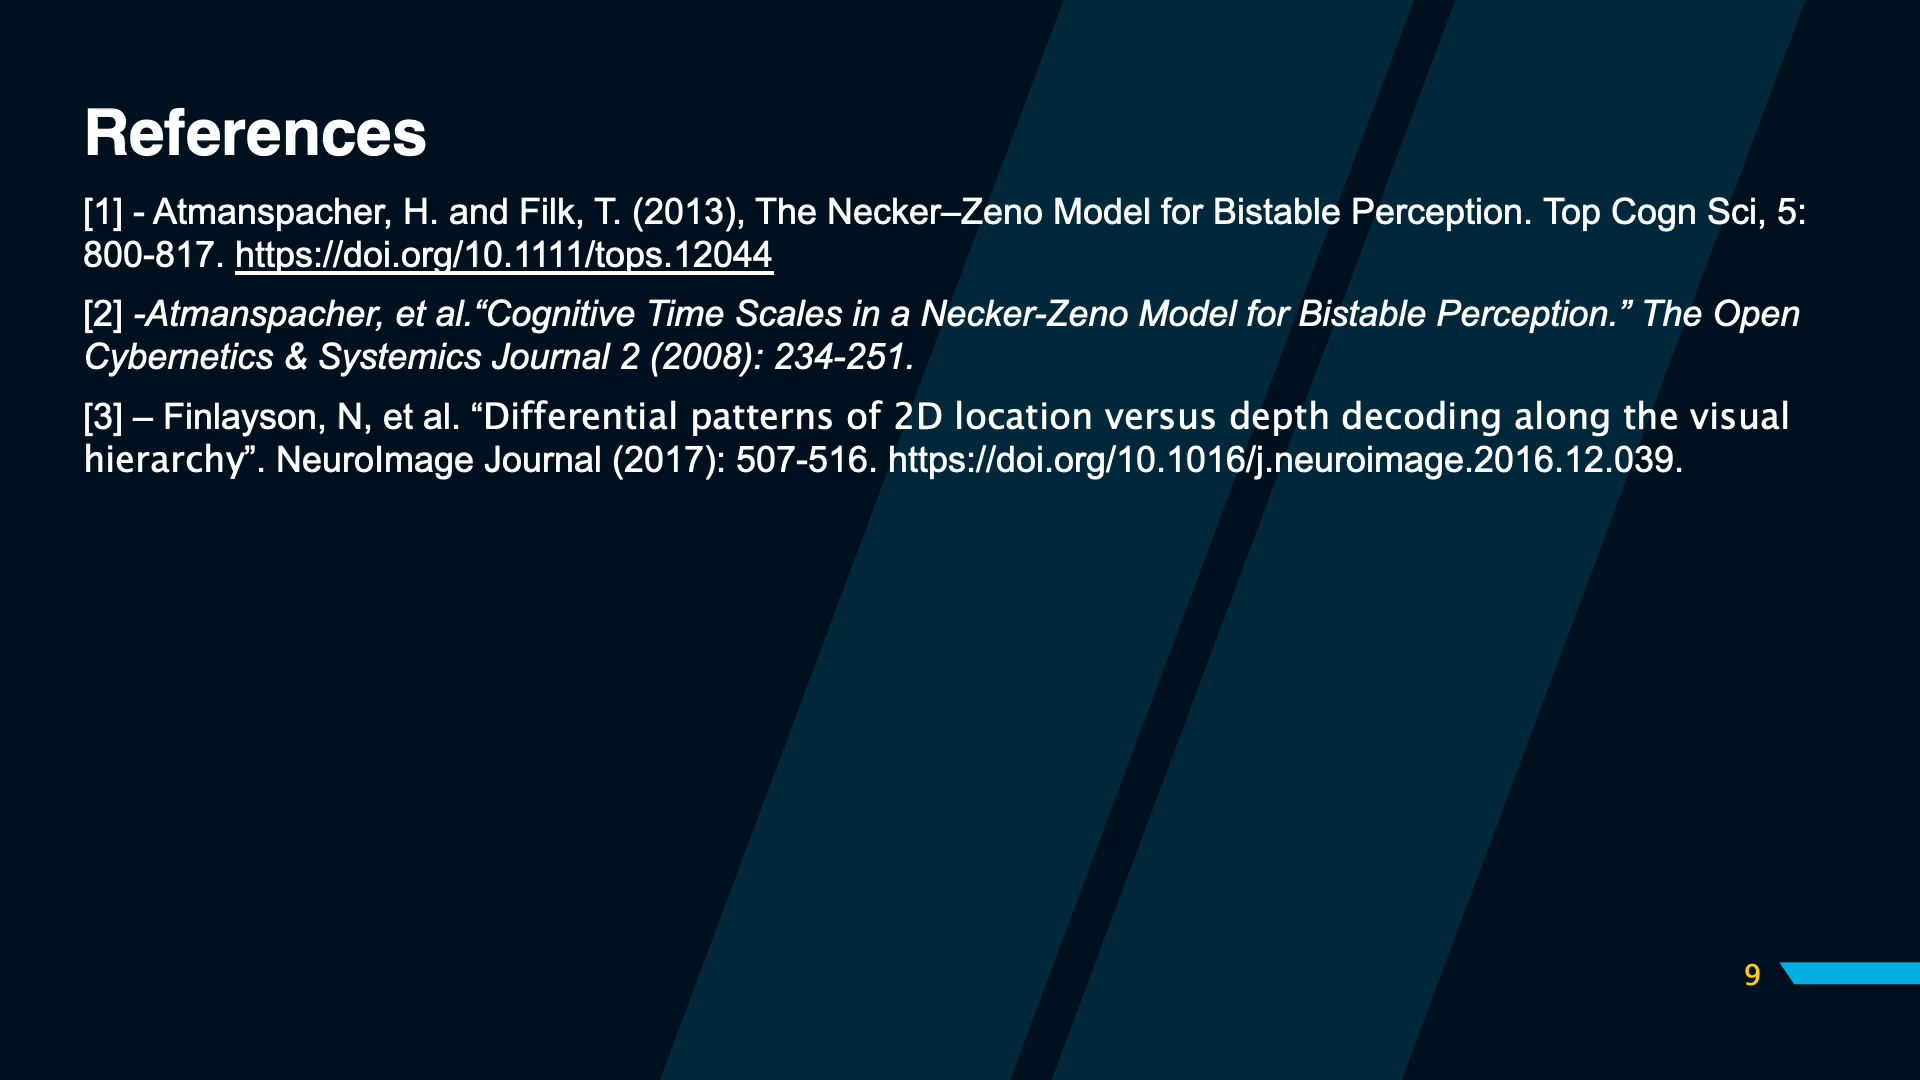 References
[1] - Atmanspacher, H. and Filk, T. (2013), The Necker–Zeno Model for Bistable Perception. Top Cogn Sci, 5:
800-817. https://doi.org/10.1111/tops.12044
[2] -Atmanspacher, et al.“Cognitive Time Scales in a Necker-Zeno Model for Bistable Perception.” The Open
Cybernetics & Systemics Journal 2 (2008): 234-251.
[3] – Finlayson, N, et al. “Differential patterns of 2D location versus depth decoding along the visual
hierarchy”. NeuroImage Journal (2017): 507-516. https://doi.org/10.1016/j.neuroimage.2016.12.039.
9